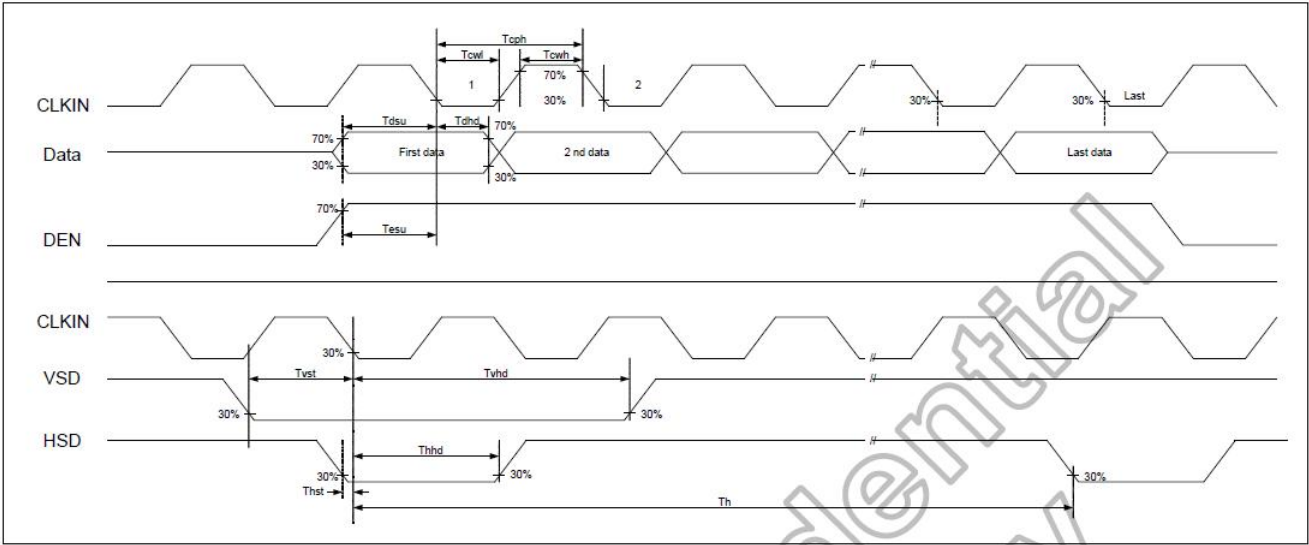 Tcph
Tcwl
Tcwh
CLKIN
1
70%
30%
2
30%
30%
Last
Tdsu
Tdhd
70%
70%
Data
First data
2 nd data
Last data
30%
30%
70%
DEN
Tesu
CLKIN
30%
VSD
Tvst
Tvhd
30%
30%
HSD
Thhd
30%
30%
30%
Thst
Th